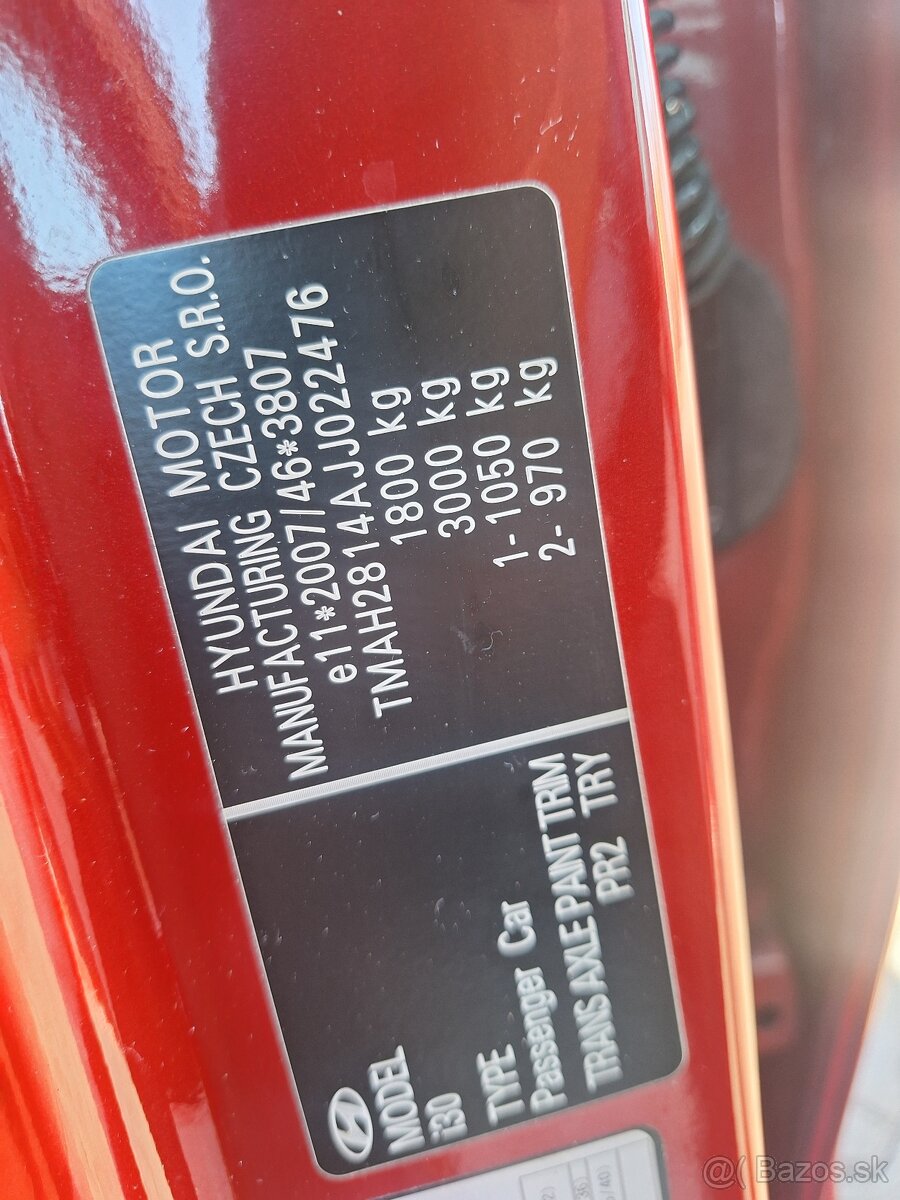 HYUNDAI MOTOR
MANUFACTURING CZECH S.R.O.
e11*2007/46*3807
TMAH2814AJJ022476
1800 kg
3000 kg
1- 1050 kg
2- 970 kg
MODEL
i30
TYPE
Passenger Car
TRANS AXLE PAINT TRIM
PR2 TRY
@( Bazos.sk